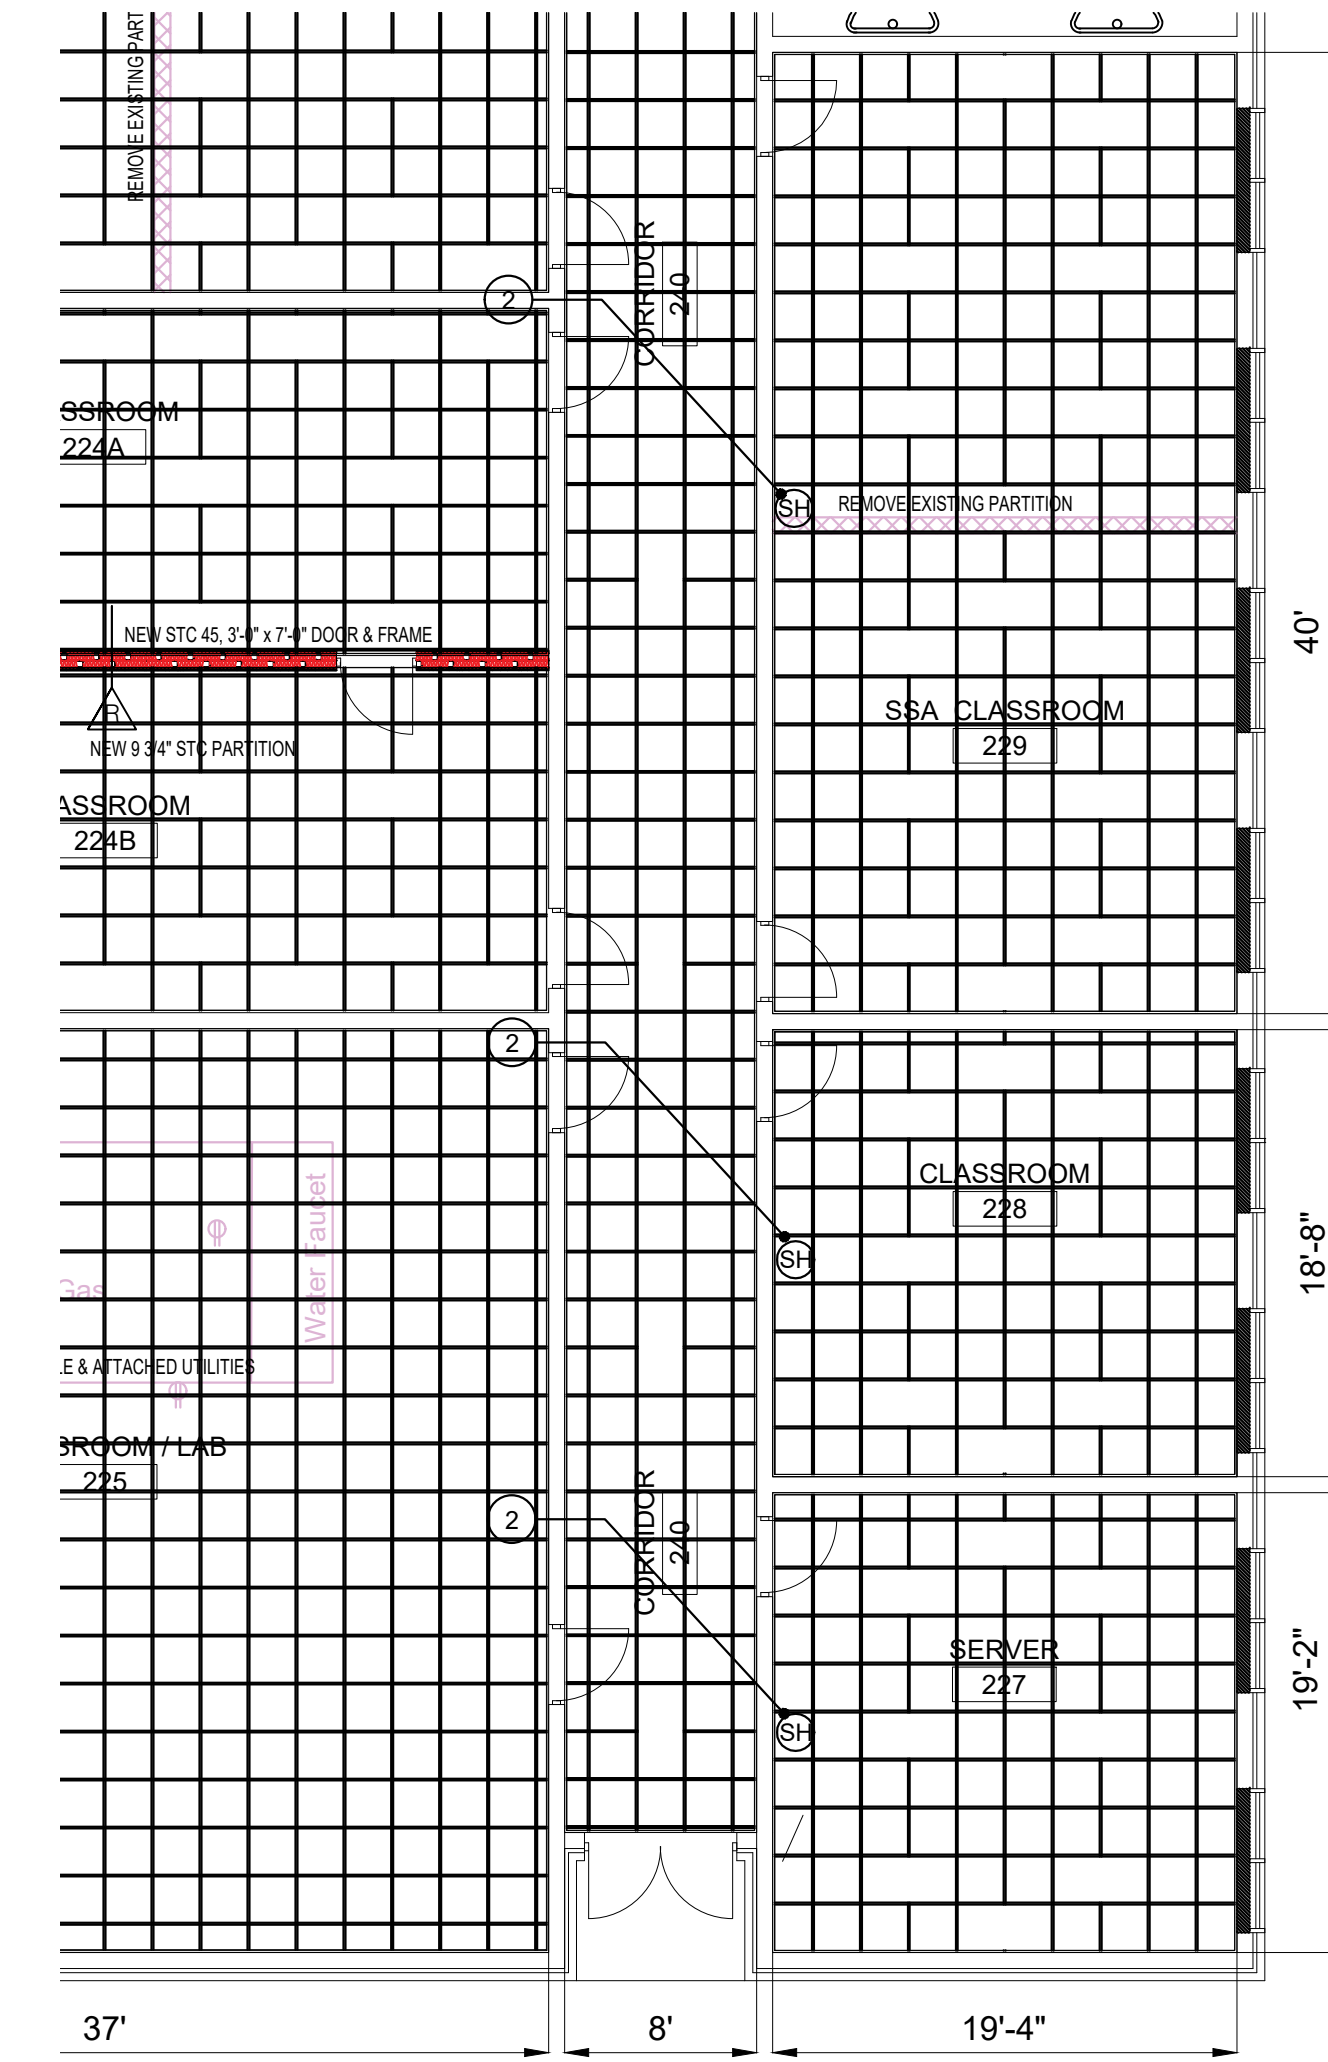 REMOVE EXISTING PART
CORRIDOR
240
2
SSROOM
224A
SH
REMOVE EXISTING PARTITION
40'
NEW STC 45, 3'-0" x 7'-0" DOOR & FRAME
R
NEW 9 3/4" STC PARTITION
SSA CLASSROOM
229
ASSROOM
224B
2
CLASSROOM
228
Water Faucet
SH
18'-8"
Gas
LE & ATTACHED UTILITIES
SROOM / LAB
225
2
CORRIDOR
240
SERVER
227
19'-2"
SH
37'
8'
19'-4"